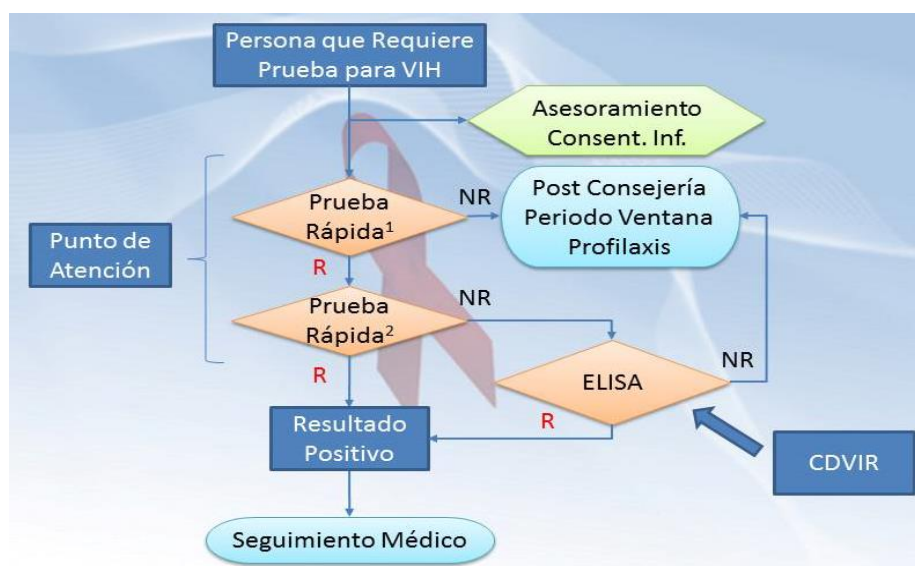 Persona que Requiere
Prueba para VIH
Asesoramiento
Consent. Inf.
Prueba
Rápida¹
NR
Post Consejería
Periodo Ventana
Profilaxis
Punto de
Atención
R
Prueba
Rápida²
NR
R
ELISA
NR
R
Resultado
Positivo
CDVIR
Seguimiento Médico